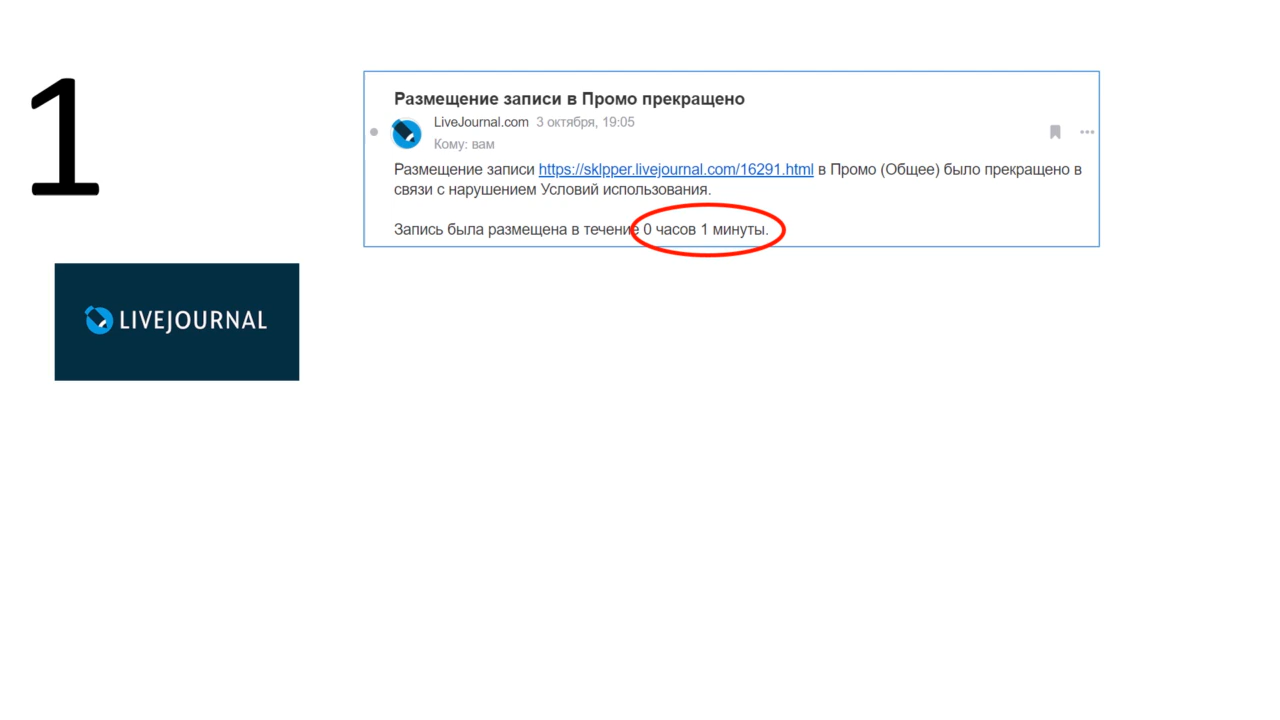 1
Размещение записи в Промо прекращено
LiveJournal.com 3 октября, 19:05
Кому: вам
Размещение записи https://sklpper.livejournal.com/16291.html в Промо (Общее) было прекращено в
связи с нарушением Условий использования.
Запись была размещена в течение 0 часов 1 минуты.
LIVEJOURNAL